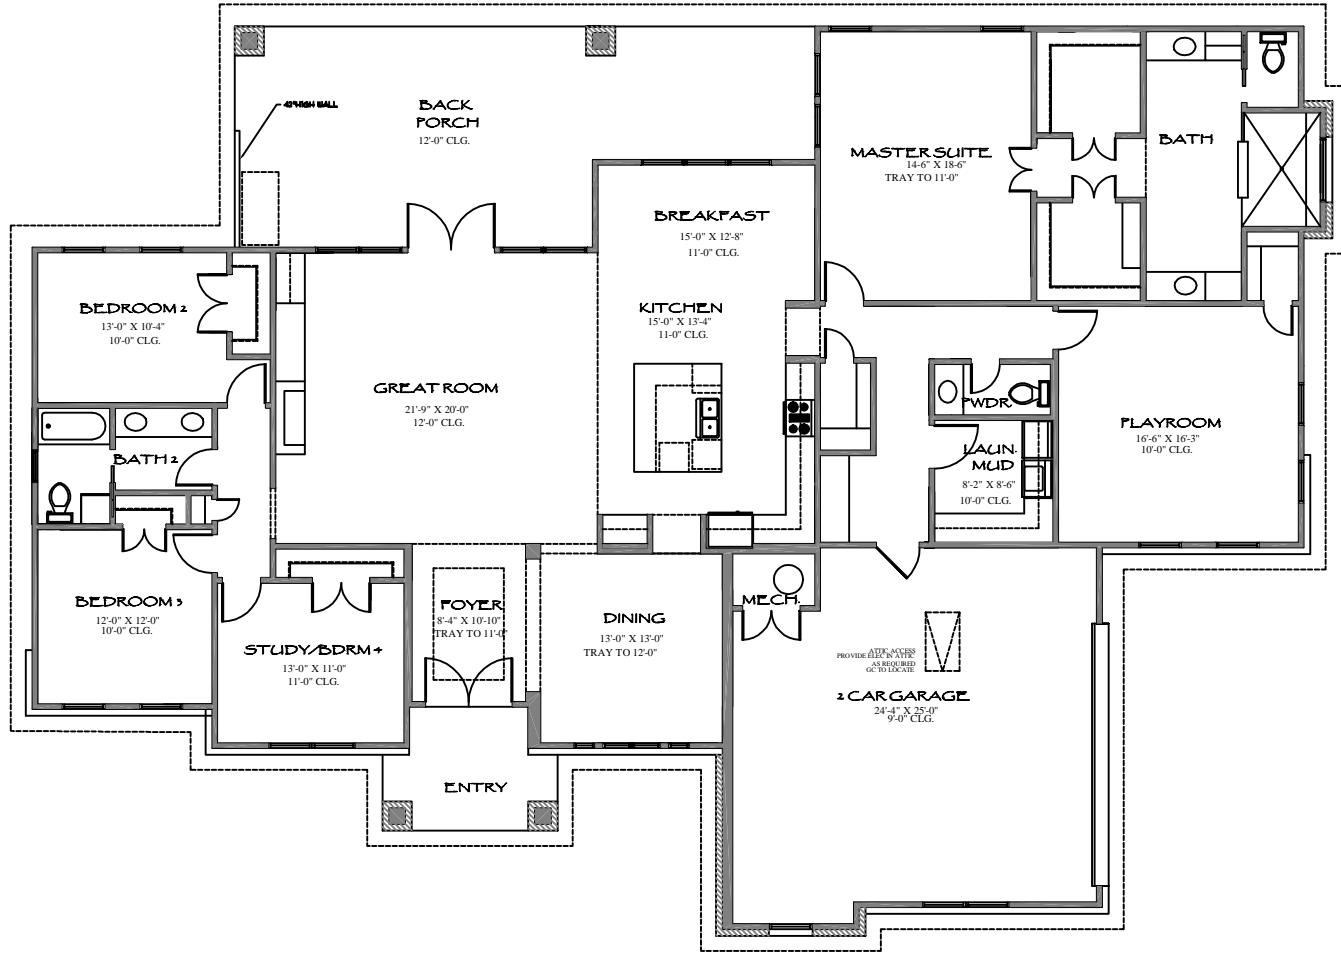 42" HIGH WALL
BACK
PORCH
12'-0" CLG.
MASTER SUITE
14'-6" X 18'-6"
TRAY TO 11'-0"
BATH
BREAKFAST
15'-0" X 12'-8"
11'-0" CLG.
BEDROOM 2
13'-0" X 10'-4"
10'-0" CLG.
KITCHEN
15'-0" X 13'-4"
11-0" CLG.
GREAT ROOM
21'-9" X 20'-0"
12'-0" CLG.
PWDR
PLAYROOM
16'-6" X 16'-3"
10'-0" CLG.
BATH 2
LAUN.
MUD
8'-2" X 8'-6"
10'-0" CLG.
BEDROOM 3
12'-0" X 12'-0"
10'-0" CLG.
FOYER
8'-4" X 10'-10"
TRAY TO 11'-0"
DINING
13'-0" X 13'-0"
TRAY TO 12'-0"
MECH.
STUDY/BDRM 4
13'-0" X 11'-0"
11'-0" CLG.
ATTIC ACCESS
PROVIDE ELEC IN ATTIC
AS REQUIRED
GC TO LOCATE
2 CAR GARAGE
24'-4" X 25'-0"
9'-0" CLG.
ENTRY